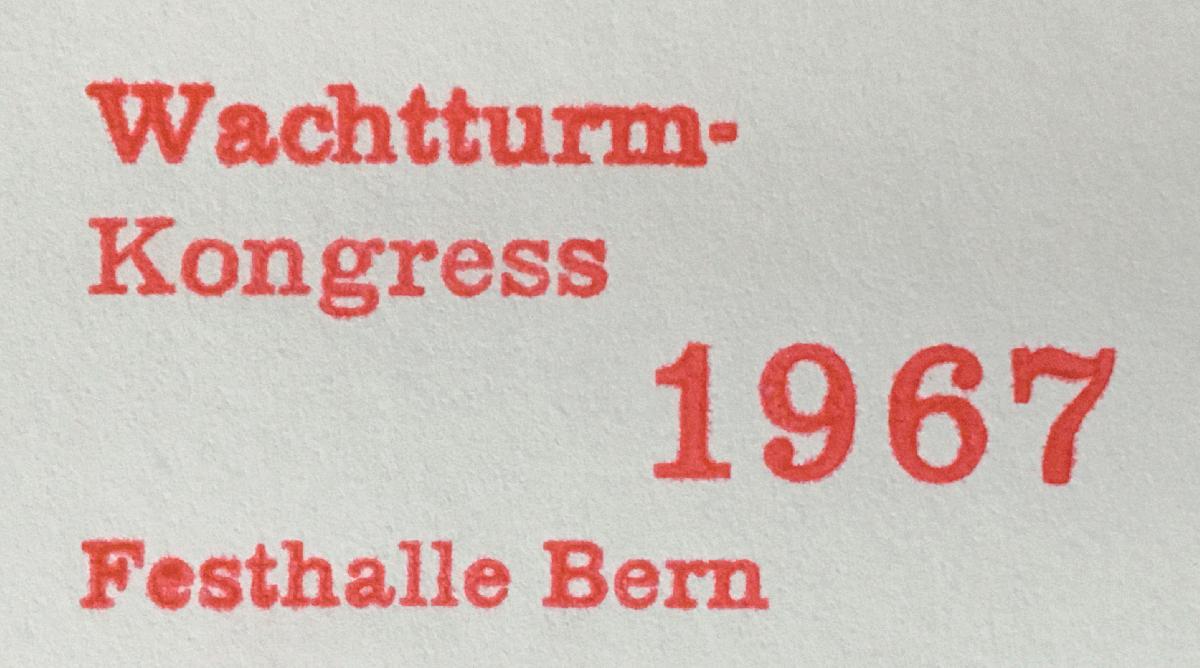 Wachtturm-
Kongress
1967
Festhalle Bern